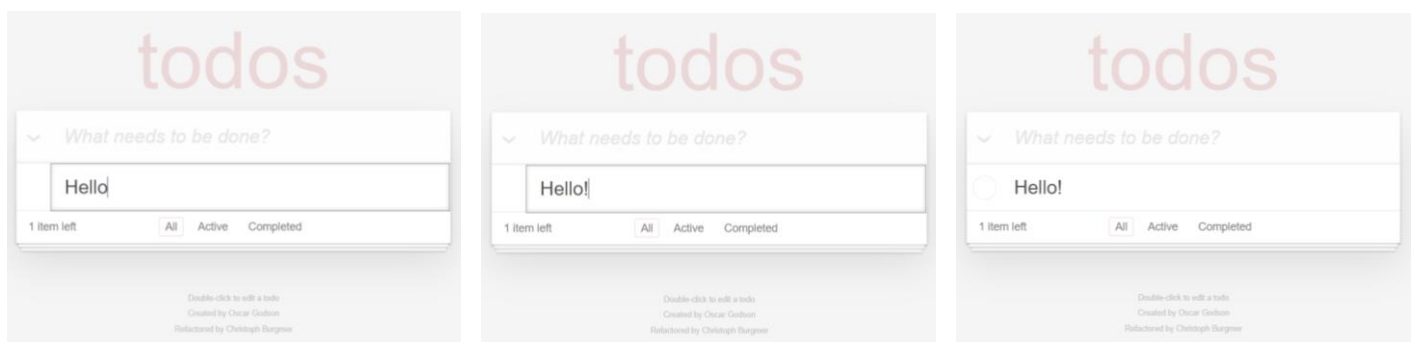 todos
What needs to be done?
Hello
1 item left All Active Completed
Double-click to edit a todo
Created by Oscar Godson
Refactored by Christoph Burgmer
todos
What needs to be done?
Hello!
1 item left All Active Completed
Double-click to edit a todo
Created by Oscar Godson
Refactored by Christoph Burgmer
todos
What needs to be done?
Hello!
1 item left All Active Completed
Double-click to edit a todo
Created by Oscar Godson
Refactored by Christoph Burgmer